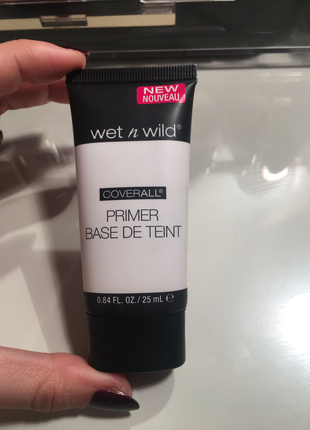 NEW
NOUVEAU
wet n wild®
COVERALL®
PRIMER
BASE DE TEINT
0.84 FL. OZ./ 25 mL ℮